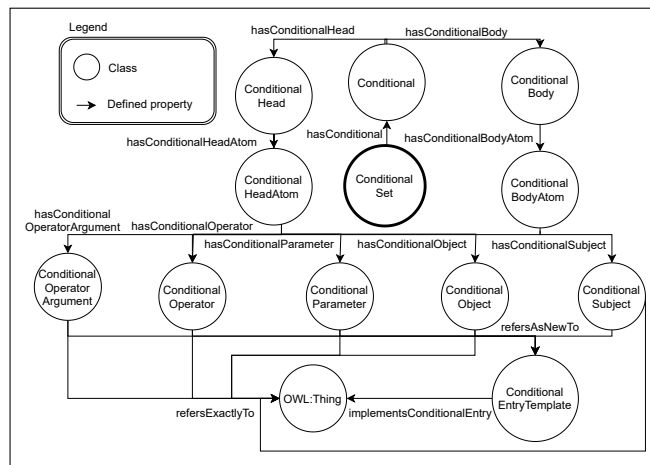 Legend
Class
Defined property
hasConditionalHead
hasConditionalBody
Conditional
Head
Conditional
Conditional
Body
hasConditional
hasConditionalHeadAtom
hasConditionalBodyAtom
Conditional
HeadAtom
Conditional
Set
Conditional
BodyAtom
hasConditional
OperatorArgument
hasConditionalOperator
hasConditionalParameter
hasConditionalObject
hasConditionalSubject
Conditional
Operator
Argument
Conditional
Operator
Conditional
Parameter
Conditional
Object
Conditional
Subject
refersAsNewTo
refersExactlyTo
OWL:Thing
implementsConditionalEntry
Conditional
EntryTemplate